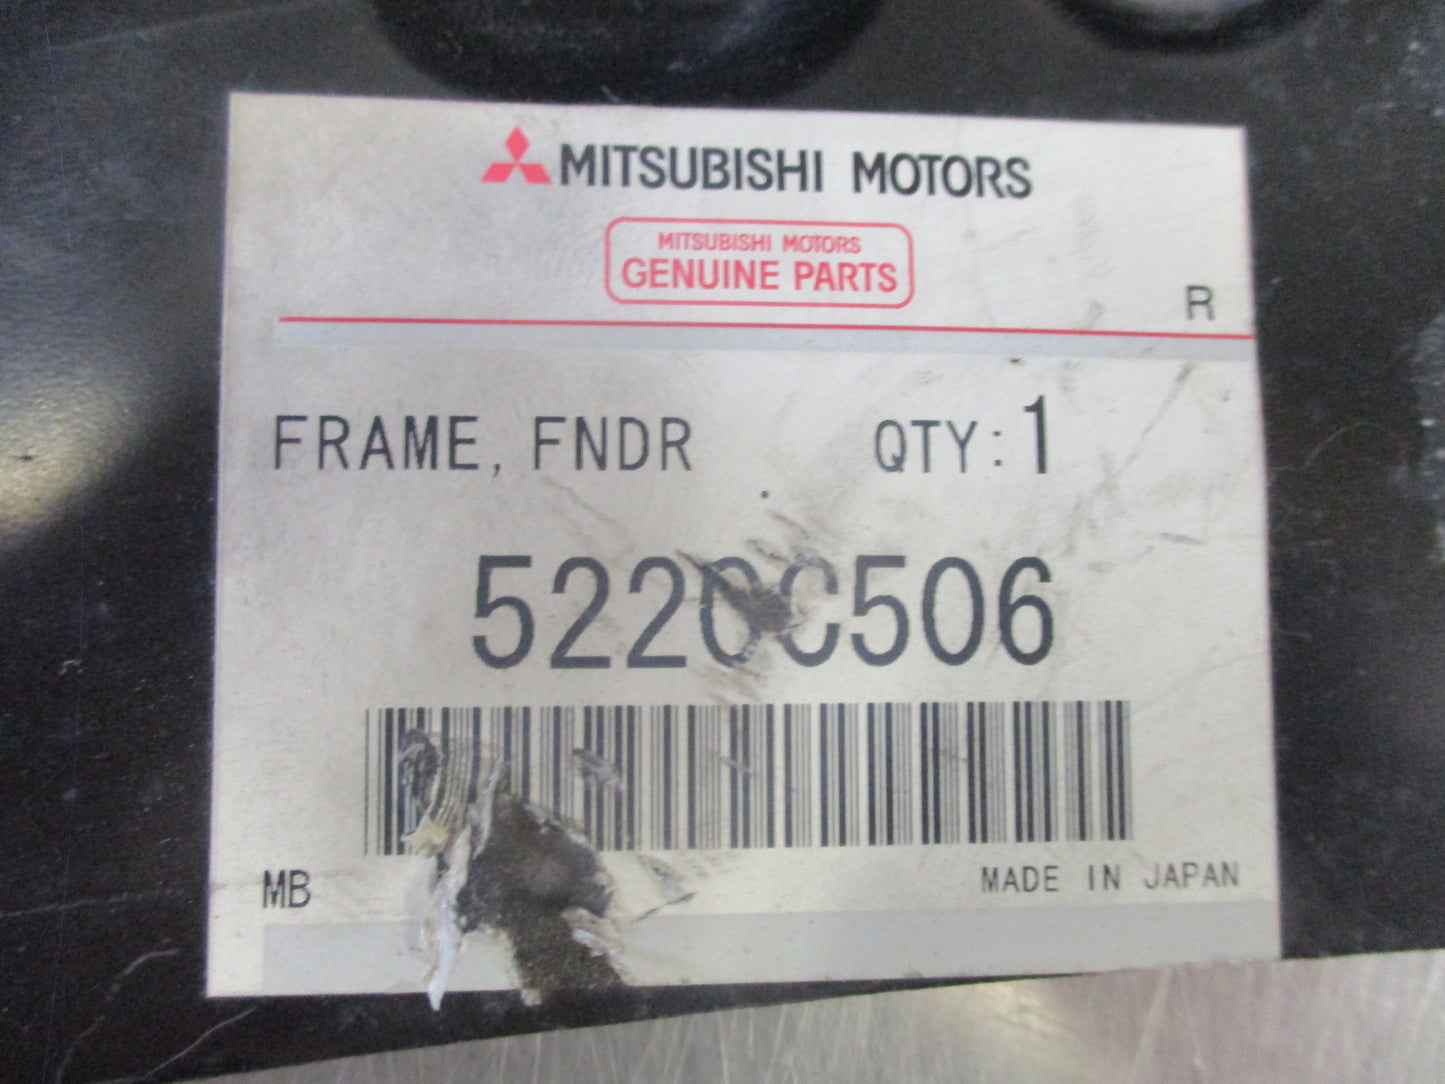 MITSUBISHI MOTORS
MITSUBISHI MOTORS
GENUINE PARTS
R
FRAME, FNDR QTY: 1
5220C506
MB
MADE IN JAPAN